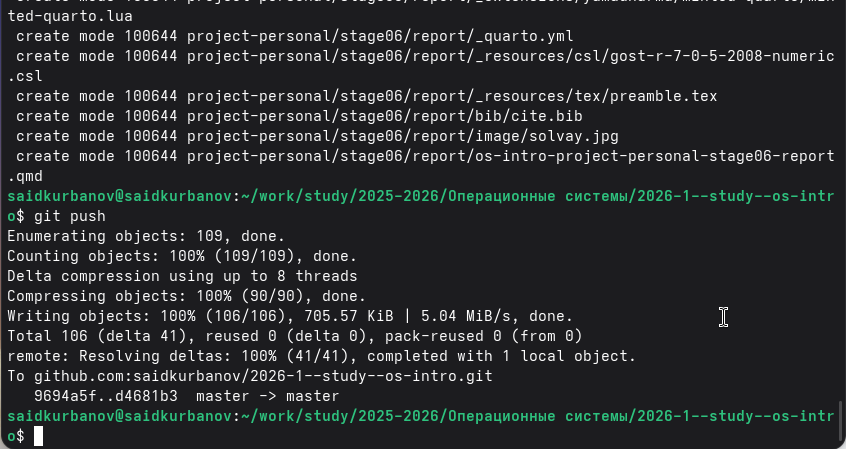 ted-quarto.lua
 create mode 100644 project-personal/stage06/report/_quarto.yml
 create mode 100644 project-personal/stage06/report/_resources/csl/gost-r-7-0-5-2008-numeric
.csl
 create mode 100644 project-personal/stage06/report/_resources/tex/preamble.tex
 create mode 100644 project-personal/stage06/report/bib/cite.bib
 create mode 100644 project-personal/stage06/report/image/solvay.jpg
 create mode 100644 project-personal/stage06/report/os-intro-project-personal-stage06-report
.qmd
saidkurbanov@saidkurbanov:~/work/study/2025-2026/Операционные системы/2026-1--study--os-intr
o$ git push
Enumerating objects: 109, done.
Counting objects: 100% (109/109), done.
Delta compression using up to 8 threads
Compressing objects: 100% (90/90), done.
Writing objects: 100% (106/106), 705.57 KiB | 5.04 MiB/s, done.
Total 106 (delta 41), reused 0 (delta 0), pack-reused 0 (from 0)
remote: Resolving deltas: 100% (41/41), completed with 1 local object.
To github.com:saidkurbanov/2026-1--study--os-intro.git
   9694a5f..d4681b3  master -> master
saidkurbanov@saidkurbanov:~/work/study/2025-2026/Операционные системы/2026-1--study--os-intr
o$